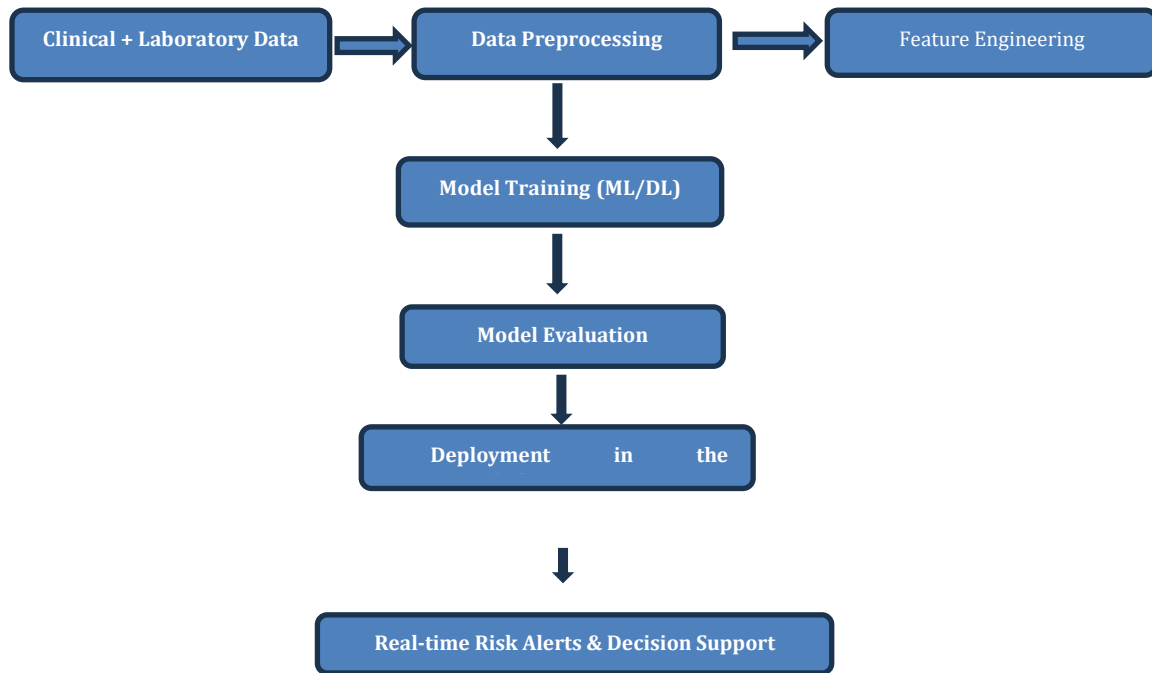 Clinical + Laboratory Data
Data Preprocessing
Feature Engineering
Model Training (ML/DL)
Model Evaluation
Deployment in the
Real-time Risk Alerts & Decision Support